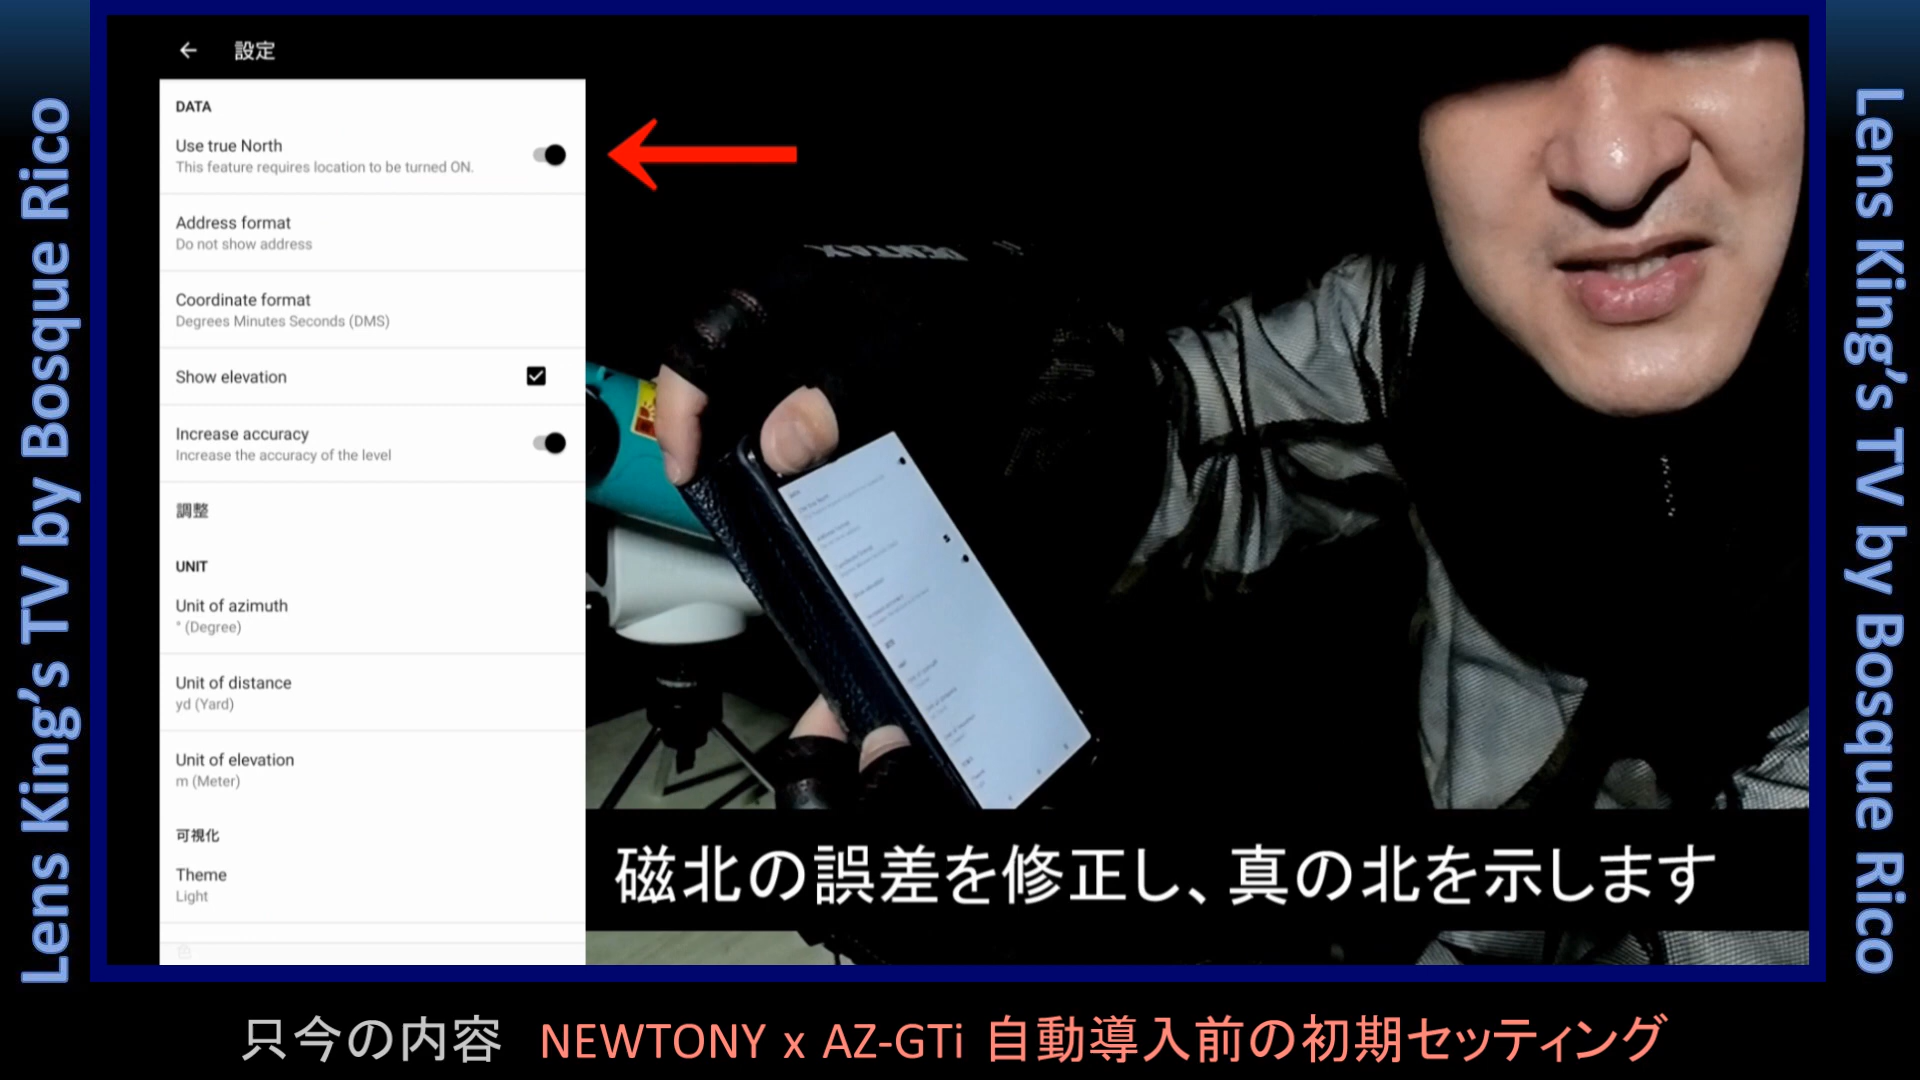 Lens King's TV by Bosque Rico
設定
DATA
Use true North
This feature requires location to be turned ON.
Address format
Do not show address
Coordinate format
Degrees Minutes Seconds (DMS)
Show elevation
Increase accuracy
Increase the accuracy of the level
調整
UNIT
Unit of azimuth
° (Degree)
Unit of distance
yd (Yard)
Unit of elevation
m (Meter)
可視化
Theme
Light
PENTAX
磁北の誤差を修正し、真の北を示します
Lens King's TV by Bosque Rico
只今の内容 NEWTONY x AZ-GTi 自動導入前の初期セッティング